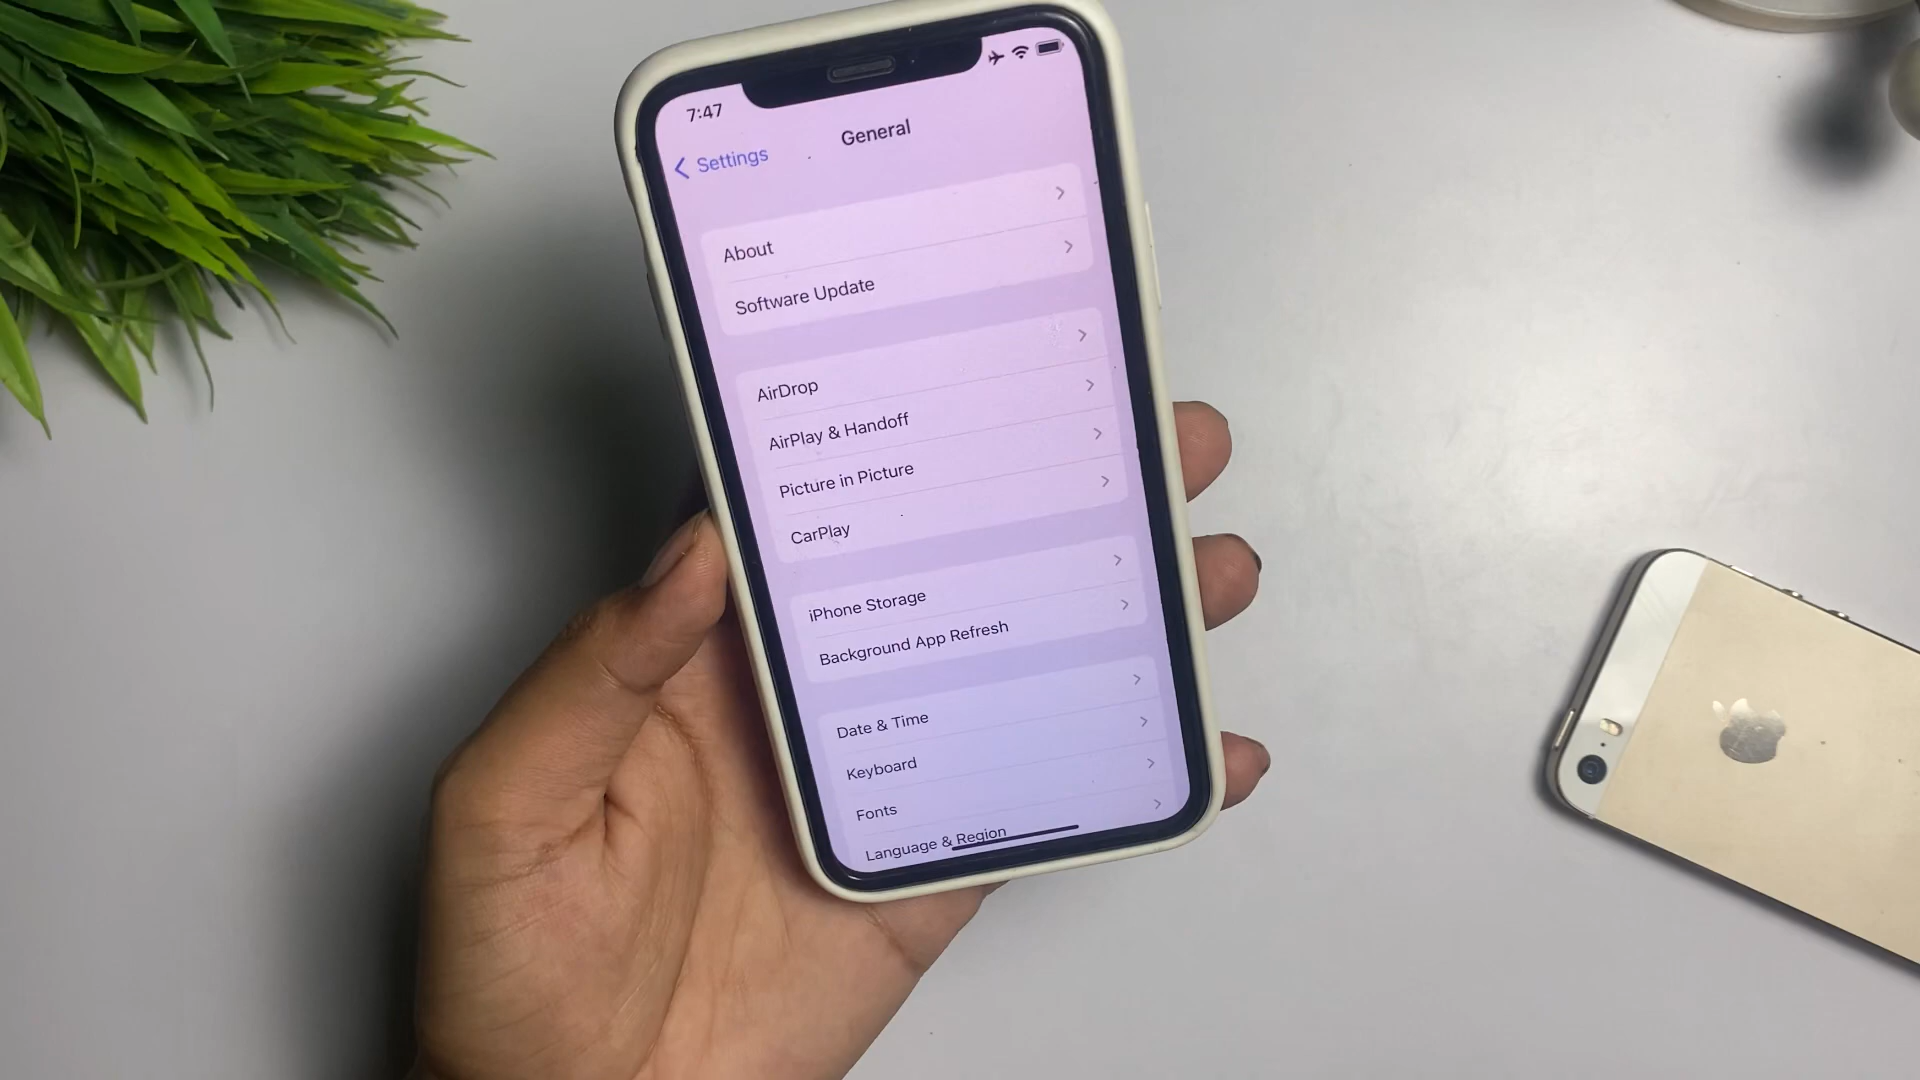 7:47
Settings
General
About
Software Update
AirDrop
AirPlay & Handoff
Picture in Picture
CarPlay
iPhone Storage
Background App Refresh
Date & Time
Keyboard
Fonts
Language & Region